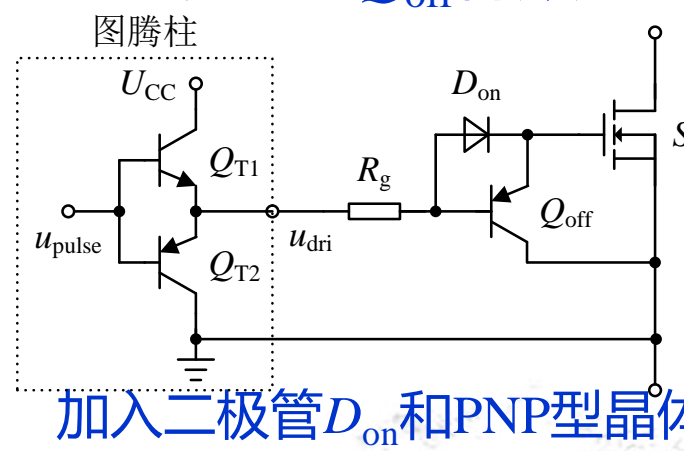 图腾柱
U_CC
D_on
S
Q_T1
R_g
Q_off
u_pulse
u_dri
Q_T2
加入二极管D_on和PNP型晶体